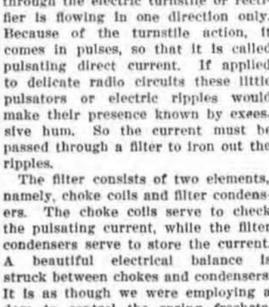 through the electric turnstile or recti-
fier is flowing in one direction only.
Because of the turnstile action, it
comes in pulses, so that it is called
pulsating direct current. If applied
to delicate radio circuits these little
pulsators or electric ripples would
make their presence known by exces-
sive hum. So the current must be
passed through a filter to iron out the
ripples.
The filter consists of two elements,
namely, choke coils and filter condens-
ers. The choke coils serve to check
the pulsating current, while the filter
condensers serve to store the current.
A beautiful electrical balance is
struck between chokes and condensers.
It is as though we were employing a